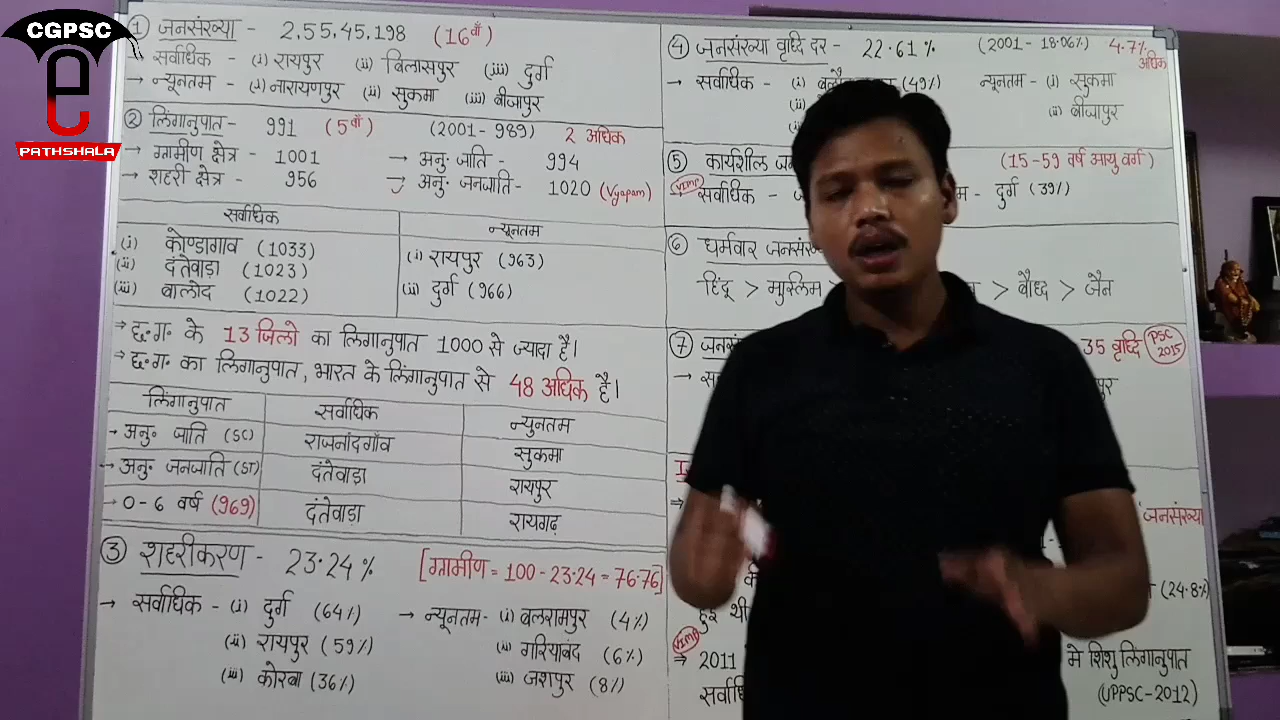 CGPSC
PATHSHALA
① जनसंख्या - 2,55,45,198 (16वाँ)
→ सर्वाधिक - (i) रायपुर (ii) बिलासपुर (iii) दुर्ग
→ न्यूनतम - (i) नारायणपुर (ii) सुकमा (iii) बीजापुर
② लिंगानुपात - 991 (5वाँ) (2001 - 989) 2 अधिक
→ ग्रामीण क्षेत्र - 1001 → अनु॰ जाति - 994
→ शहरी क्षेत्र - 956 → अनु॰ जनजाति - 1020 (Vyapam)
सर्वाधिक न्यूनतम
(i) कोण्डागाव (1033) (i) रायपुर (963)
(ii) दंतेवाड़ा (1023) (ii) दुर्ग (966)
(iii) बालोद (1022)
→ छ॰ग॰ के 13 जिलो का लिंगानुपात 1000 से ज्यादा है।
→ छ॰ग॰ का लिंगानुपात, भारत के लिंगानुपात से 48 अधिक है।
लिंगानुपात सर्वाधिक न्युनतम
→ अनु॰ जाति (SC) राजनांदगाँव सुकमा
→ अनु॰ जनजाति (ST) दंतेवाड़ा रायपुर
→ 0-6 वर्ष (969) दंतेवाड़ा रायगढ़
③ शहरीकरण - 23.24% [ग्रामीण = 100 - 23.24 = 76.76]
→ सर्वाधिक - (i) दुर्ग (64%) → न्यूनतम - (i) बलरामपुर (4%)
(ii) रायपुर (59%) (ii) गरियाबंद (6%)
(iii) कोरबा (36%) (iii) जशपुर (8%)
④ जनसंख्या वृध्दि दर - 22.61% (2001 - 18.06%) 4.7% अधिक
→ सर्वाधिक - (i) (49%) न्यूनतम - (i) सुकमा
(ii) (ii) बीजापुर
⑤ कार्यशील (15-59 वर्ष आयु वर्ग)
VIMP सर्वाधिक - दुर्ग (39%)
⑥ धर्मवार
हिंदू > मुस्लिम > बौध्द > जैन
⑦ 35 वृध्दि PSC 2015
जनसंख्या
हुई थी (24.8%)
VIMP
⇒ 2011 मे शिशु लिंगानुपात
(UPPSC-2012)